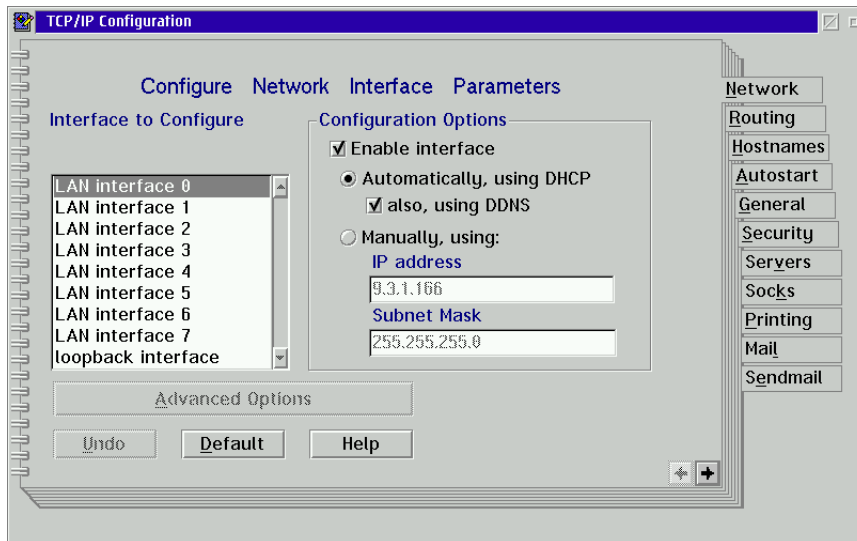 TCP/IP Configuration
Configure Network Interface Parameters
Interface to Configure
LAN interface 0
LAN interface 1
LAN interface 2
LAN interface 3
LAN interface 4
LAN interface 5
LAN interface 6
LAN interface 7
loopback interface
Configuration Options
Enable interface
Automatically, using DHCP
also, using DDNS
Manually, using:
IP address
9.3.1.166
Subnet Mask
255.255.255.0
Advanced Options
Undo
Default
Help
Network
Routing
Hostnames
Autostart
General
Security
Servers
Socks
Printing
Mail
Sendmail